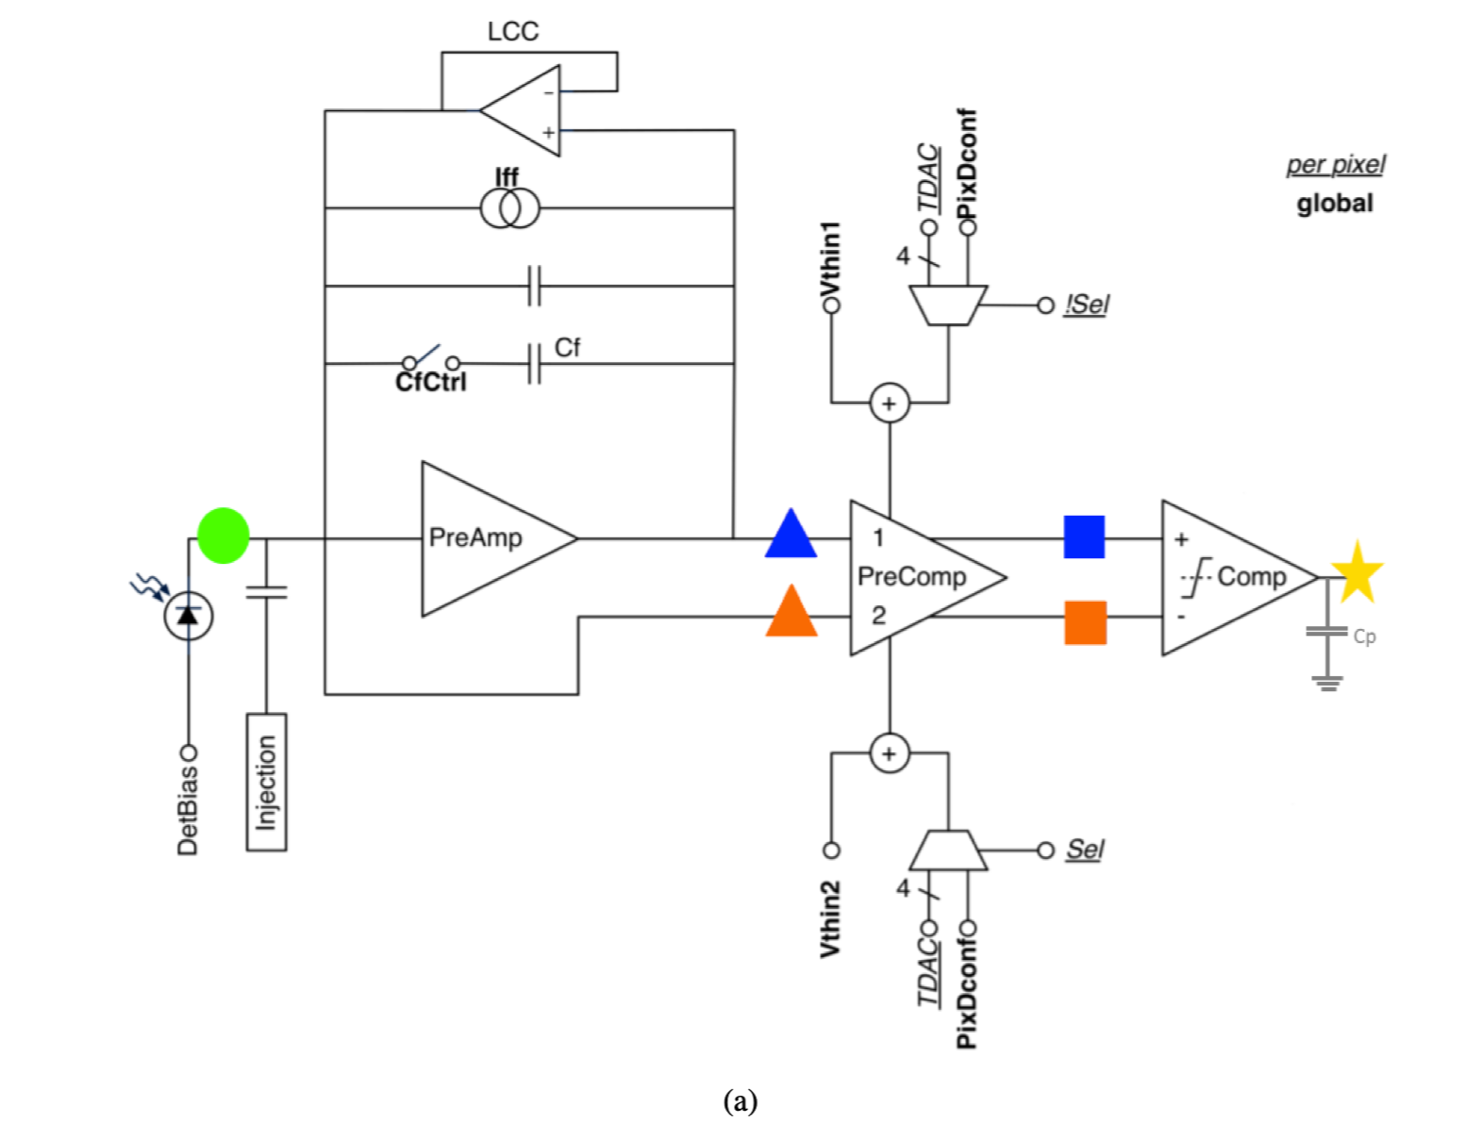 LCC
-
+
Iff
Cf
CfCtrl
PreAmp
DetBias
Injection
Vthin1
TDAC
PixDconf
4
!Sel
+
per pixel
global
1
PreComp
2
+
Comp
-
Cp
+
Vthin2
4
TDAC
PixDconf
Sel
(a)